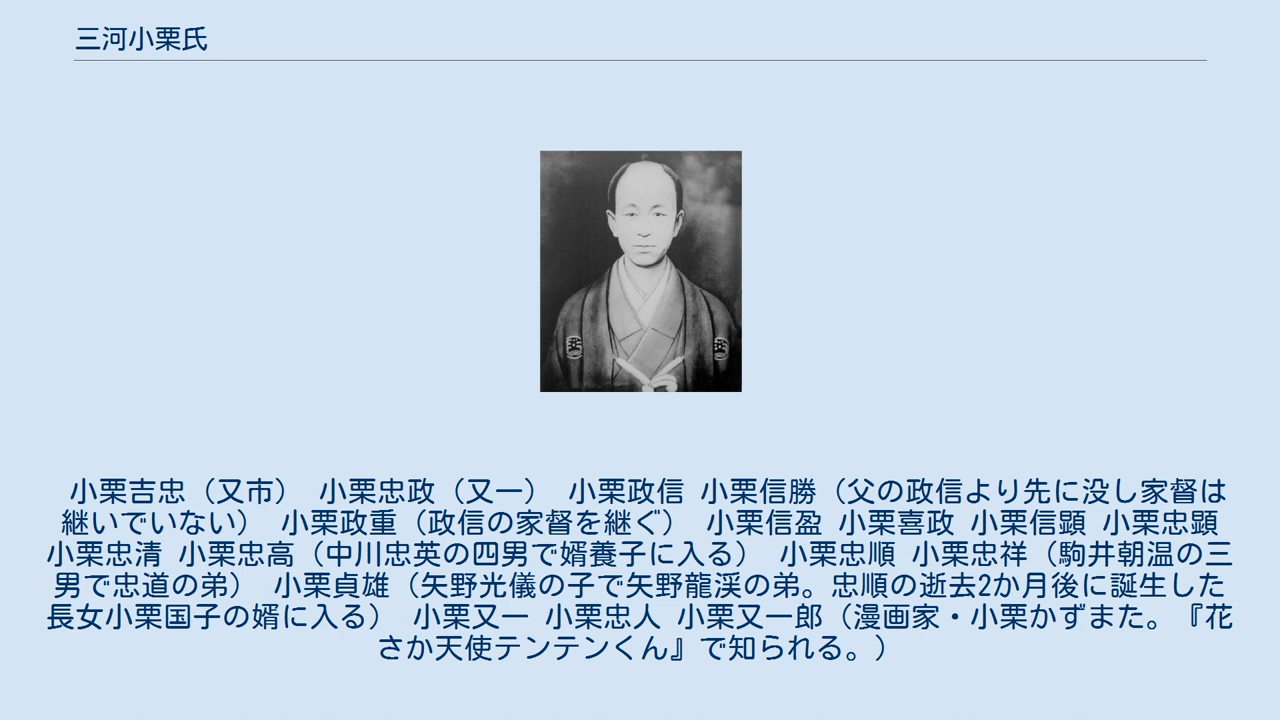 三河小栗氏
小栗吉忠（又市） 小栗忠政（又一） 小栗政信 小栗信勝（父の政信より先に没し家督は
継いでいない） 小栗政重（政信の家督を継ぐ） 小栗信盈 小栗喜政 小栗信顕 小栗忠顕
小栗忠清 小栗忠高（中川忠英の四男で婿養子に入る） 小栗忠順 小栗忠祥（駒井朝温の三
男で忠道の弟） 小栗貞雄（矢野光儀の子で矢野龍渓の弟。忠順の逝去2か月後に誕生した
長女小栗国子の婿に入る） 小栗又一 小栗忠人 小栗又一郎（漫画家・小栗かずまた。『花
さか天使テンテンくん』で知られる。）